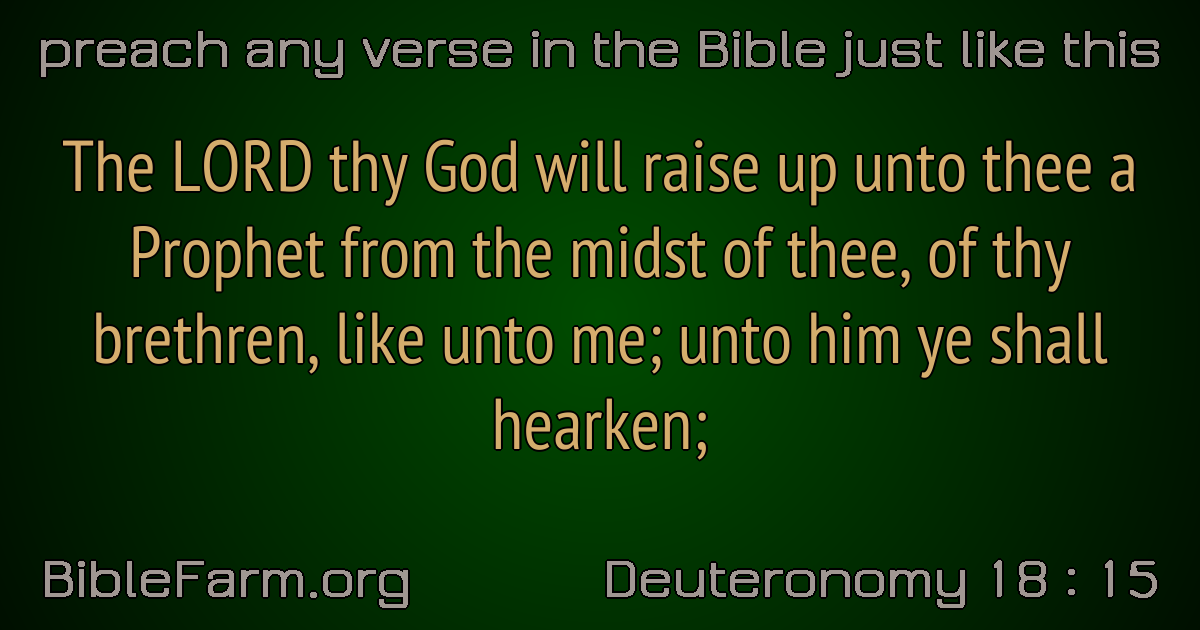 preach any verse in the Bible just like this
The LORD thy God will raise up unto thee a
Prophet from the midst of thee, of thy
brethren, like unto me; unto him ye shall
hearken;
BibleFarm.org
Deuteronomy 18 : 15